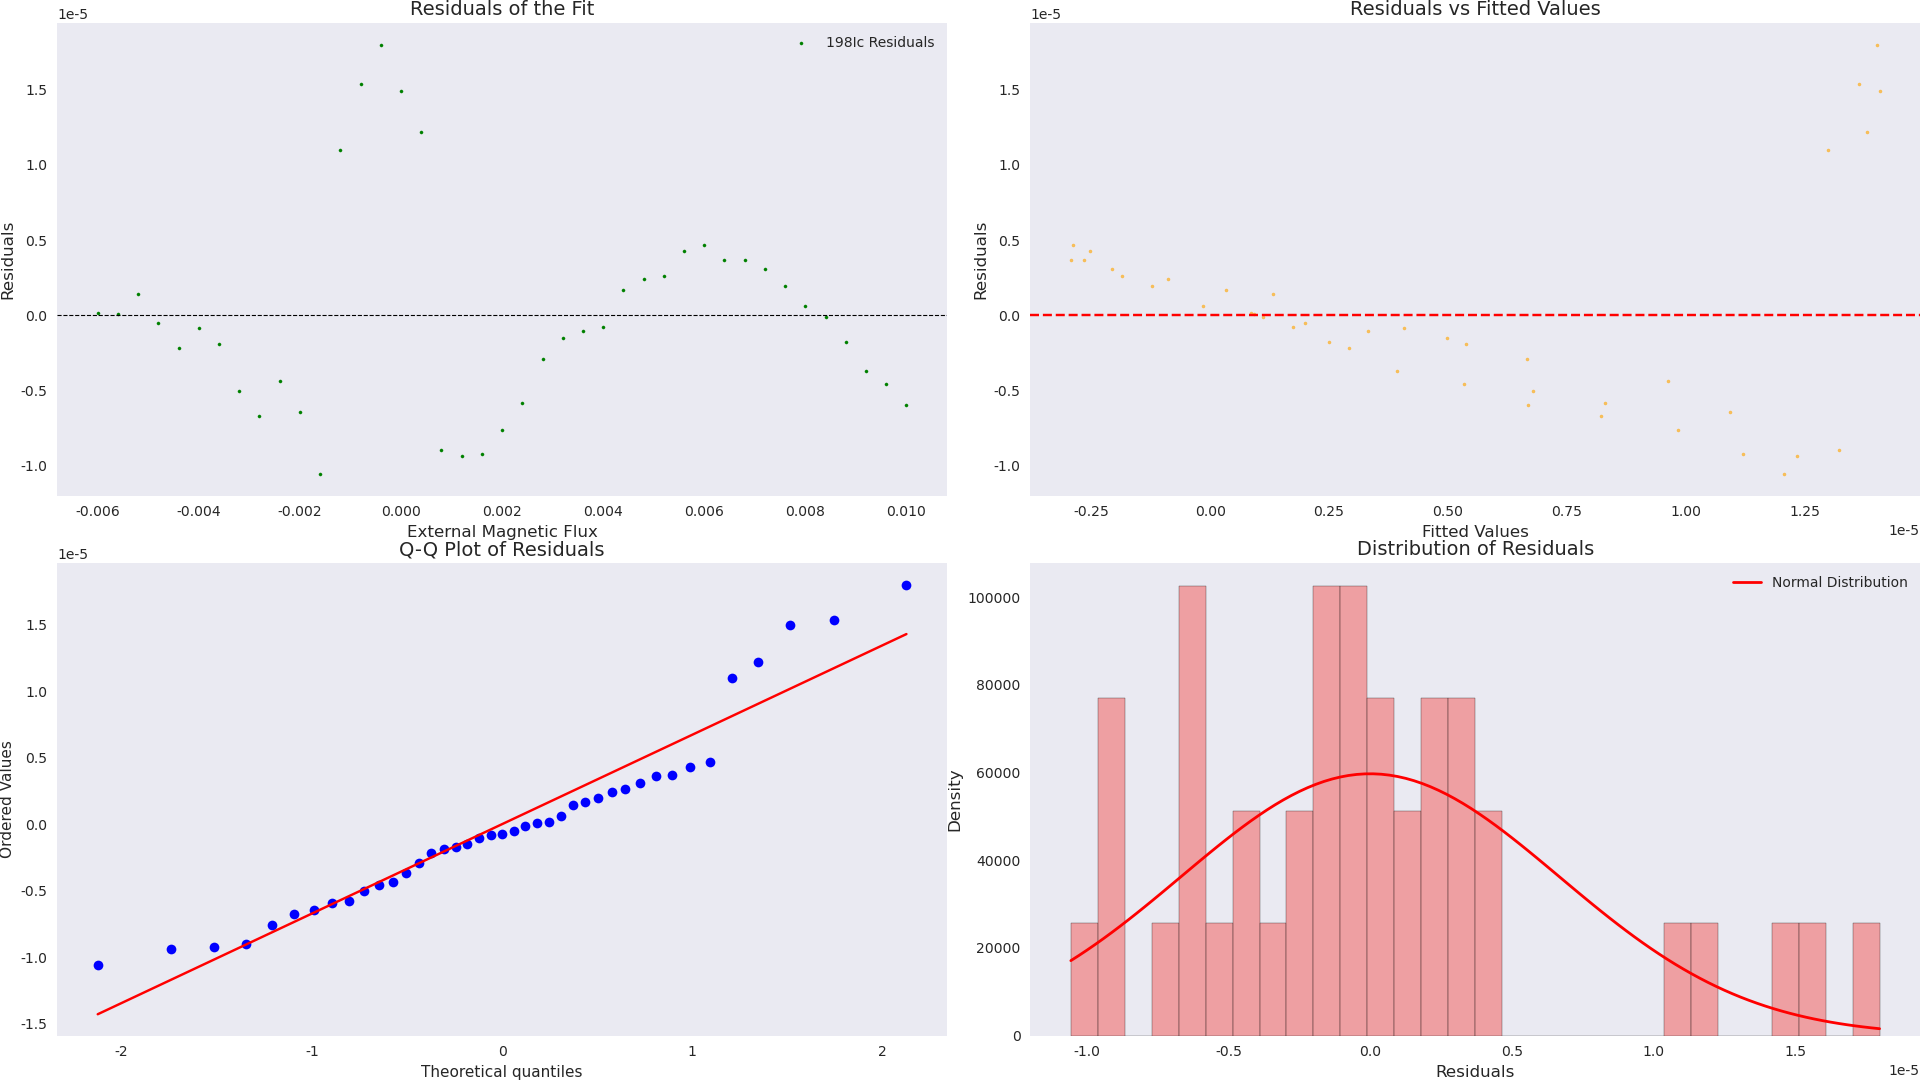 Residuals of the Fit
1e-5
198Ic Residuals
1.5
1.0
0.5
0.0
-0.5
-1.0
Residuals
-0.006 -0.004 -0.002 0.000 0.002 0.004 0.006 0.008 0.010
External Magnetic Flux
Residuals vs Fitted Values
1e-5
1.5
1.0
0.5
0.0
-0.5
-1.0
Residuals
-0.25 0.00 0.25 0.50 0.75 1.00 1.25
1e-5
Fitted Values
Q-Q Plot of Residuals
1e-5
1.5
1.0
0.5
0.0
-0.5
-1.0
-1.5
Ordered Values
-2 -1 0 1 2
Theoretical quantiles
Distribution of Residuals
Normal Distribution
100000
80000
60000
40000
20000
0
Density
-1.0 -0.5 0.0 0.5 1.0 1.5
1e-5
Residuals